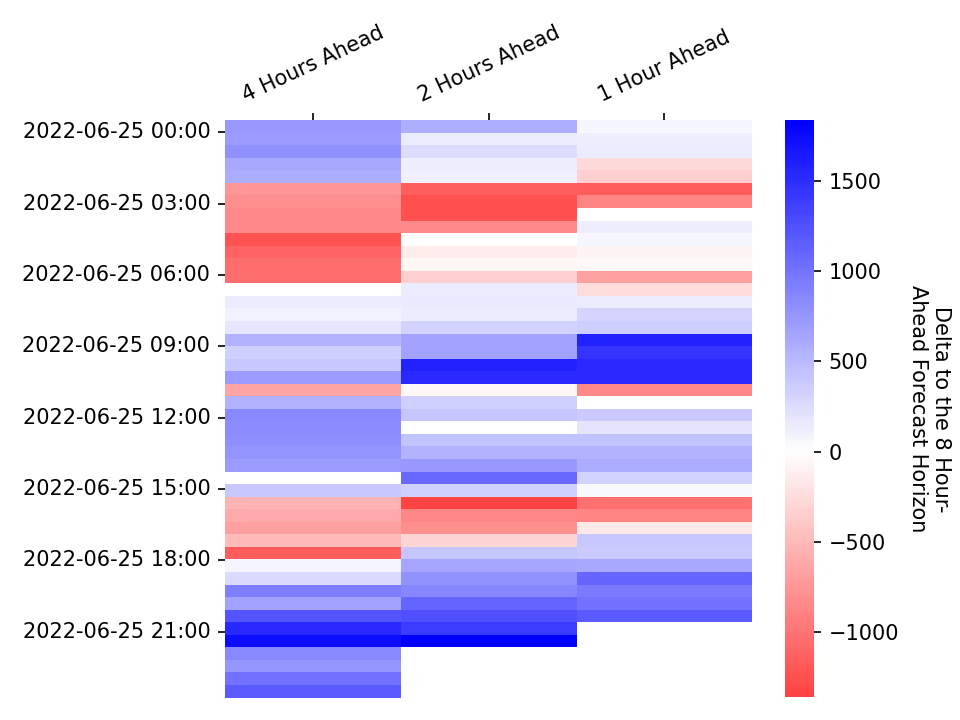 4 Hours Ahead
2 Hours Ahead
1 Hour Ahead
2022-06-25 00:00
2022-06-25 03:00
2022-06-25 06:00
2022-06-25 09:00
2022-06-25 12:00
2022-06-25 15:00
2022-06-25 18:00
2022-06-25 21:00
1500
1000
500
0
−500
−1000
Delta to the 8 Hour-
Ahead Forecast Horizon